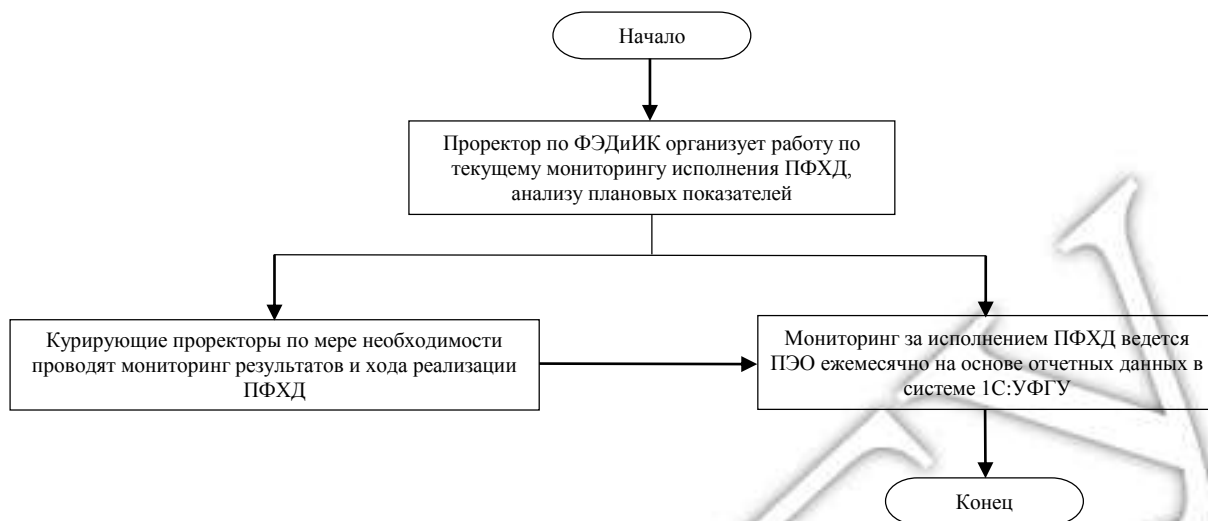 Начало
Проректор по ФЭДиИК организует работу по
текущему мониторингу исполнения ПФХД,
анализу плановых показателей
Курирующие проректоры по мере необходимости
проводят мониторинг результатов и хода реализации
ПФХД
Мониторинг за исполнением ПФХД ведется
ПЭО ежемесячно на основе отчетных данных в
системе 1С:УФГУ
Конец